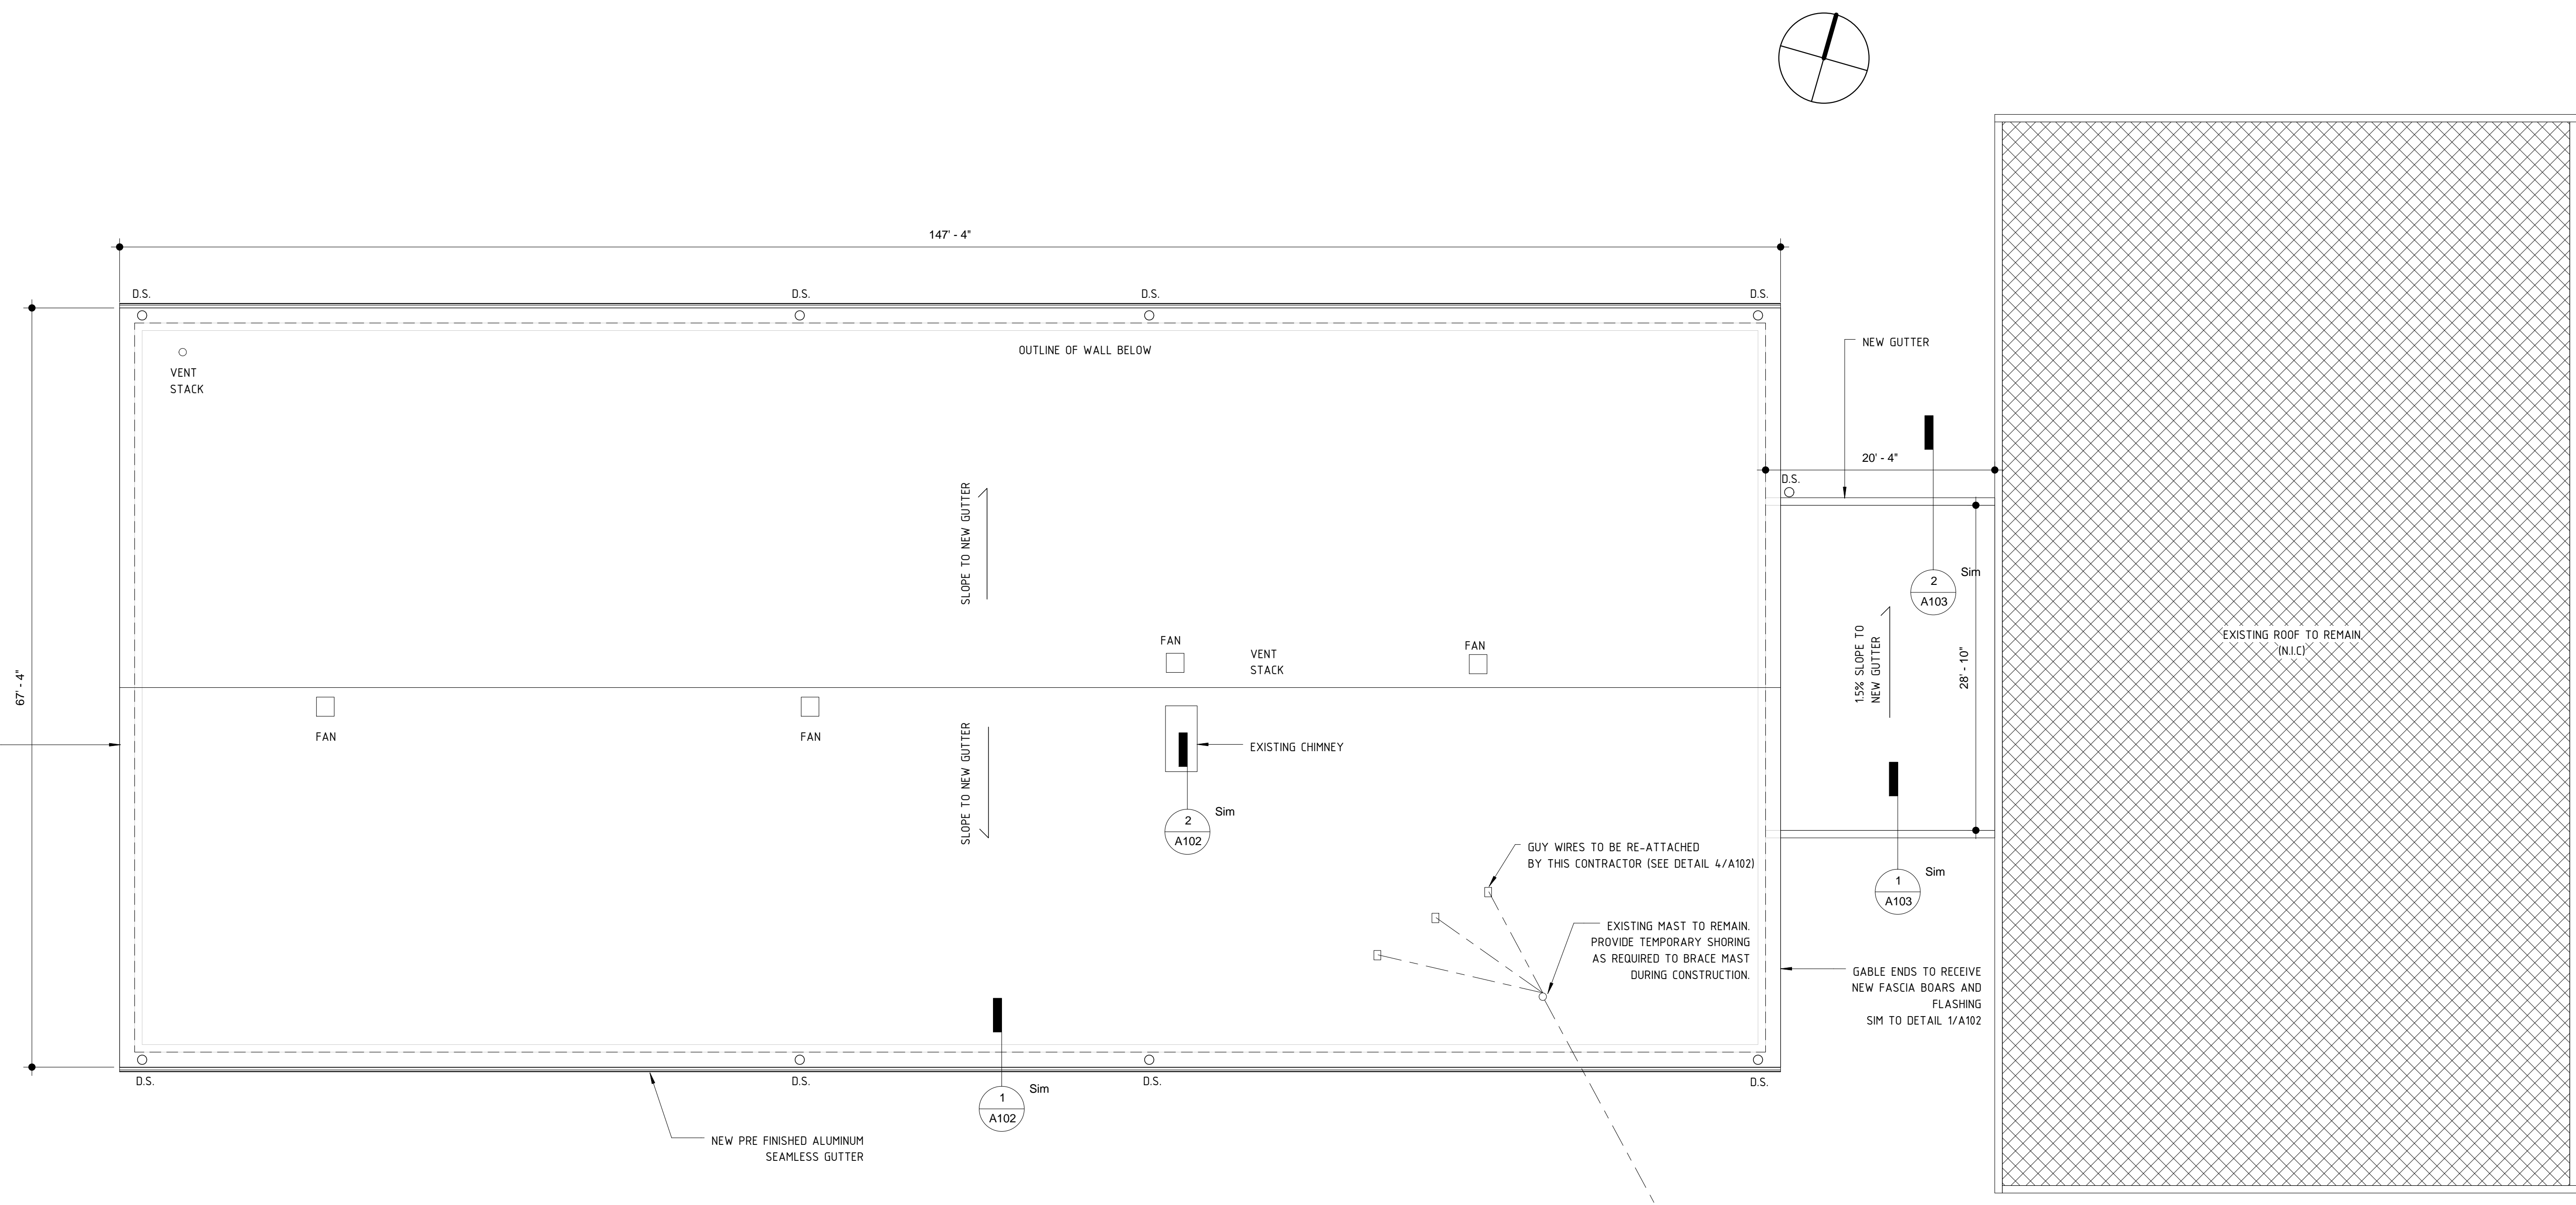 147' - 4"
D.S.
D.S.
D.S.
D.S.
OUTLINE OF WALL BELOW
VENT
STACK
NEW GUTTER
20' - 4"
D.S.
SLOPE TO NEW GUTTER
2
A103
Sim
FAN
VENT
STACK
FAN
1.5% SLOPE TO
NEW GUTTER
28' - 10"
EXISTING ROOF TO REMAIN
(N.I.C)
67' - 4"
FAN
FAN
SLOPE TO NEW GUTTER
EXISTING CHIMNEY
2
A102
Sim
GUY WIRES TO BE RE-ATTACHED
BY THIS CONTRACTOR (SEE DETAIL 4/A102)
1
A103
Sim
EXISTING MAST TO REMAIN.
PROVIDE TEMPORARY SHORING
AS REQUIRED TO BRACE MAST
DURING CONSTRUCTION.
GABLE ENDS TO RECEIVE
NEW FASCIA BOARS AND
FLASHING
SIM TO DETAIL 1/A102
D.S.
D.S.
D.S.
D.S.
1
A102
Sim
NEW PRE FINISHED ALUMINUM
SEAMLESS GUTTER